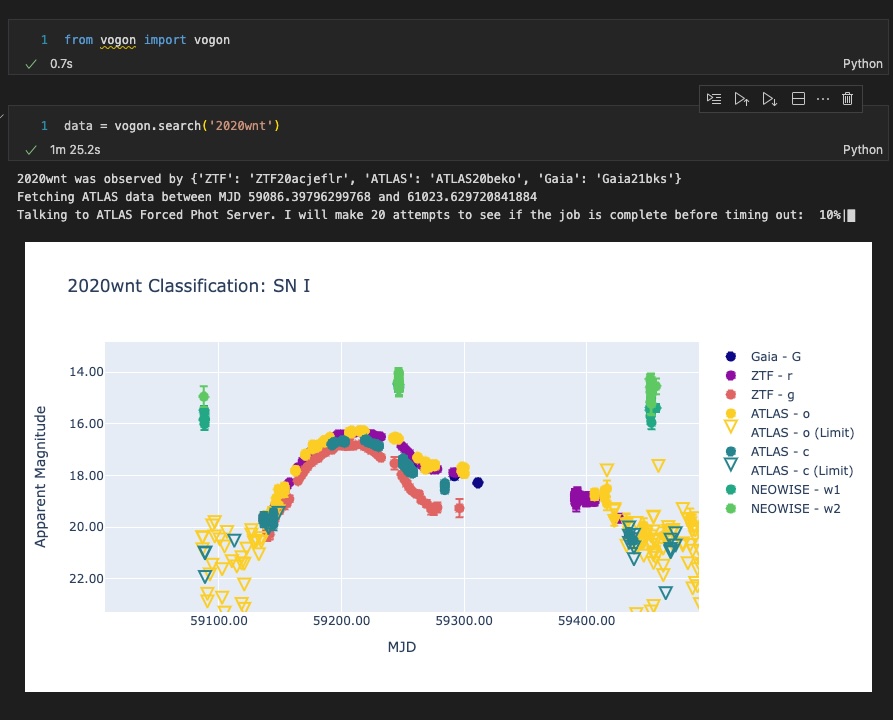 1 from vogon import vogon
0.7s Python
1 data = vogon.search('2020wnt')
1m 25.2s Python
2020wnt was observed by {'ZTF': 'ZTF20acjeflr', 'ATLAS': 'ATLAS20beko', 'Gaia': 'Gaia21bks'}
Fetching ATLAS data between MJD 59086.39796299768 and 61023.629720841884
Talking to ATLAS Forced Phot Server. I will make 20 attempts to see if the job is complete before timing out: 10%|
2020wnt Classification: SN I
Apparent Magnitude
14.00
16.00
18.00
20.00
22.00
59100.00 59200.00 59300.00 59400.00
MJD
Gaia - G
ZTF - r
ZTF - g
ATLAS - o
ATLAS - o (Limit)
ATLAS - c
ATLAS - c (Limit)
NEOWISE - w1
NEOWISE - w2